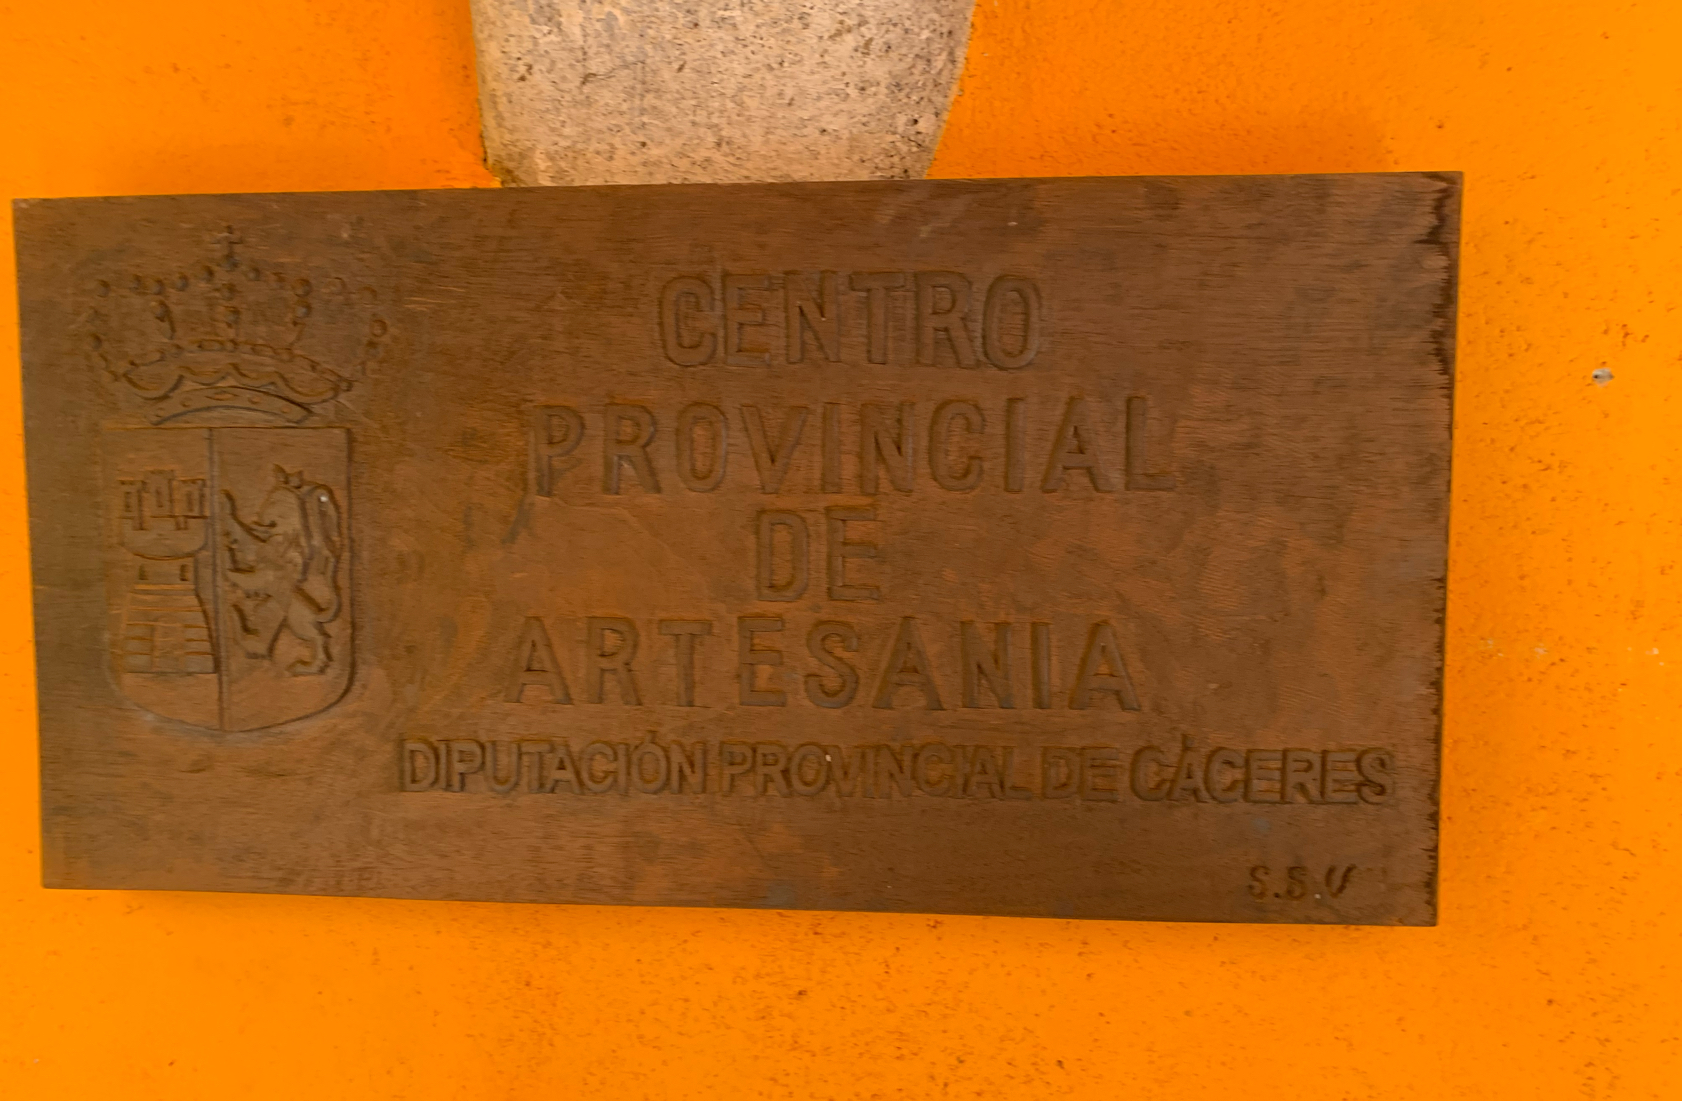 CENTRO
PROVINCIAL
DE
ARTESANIA
DIPUTACIÓN PROVINCIAL DE CÁCERES
S.S.V